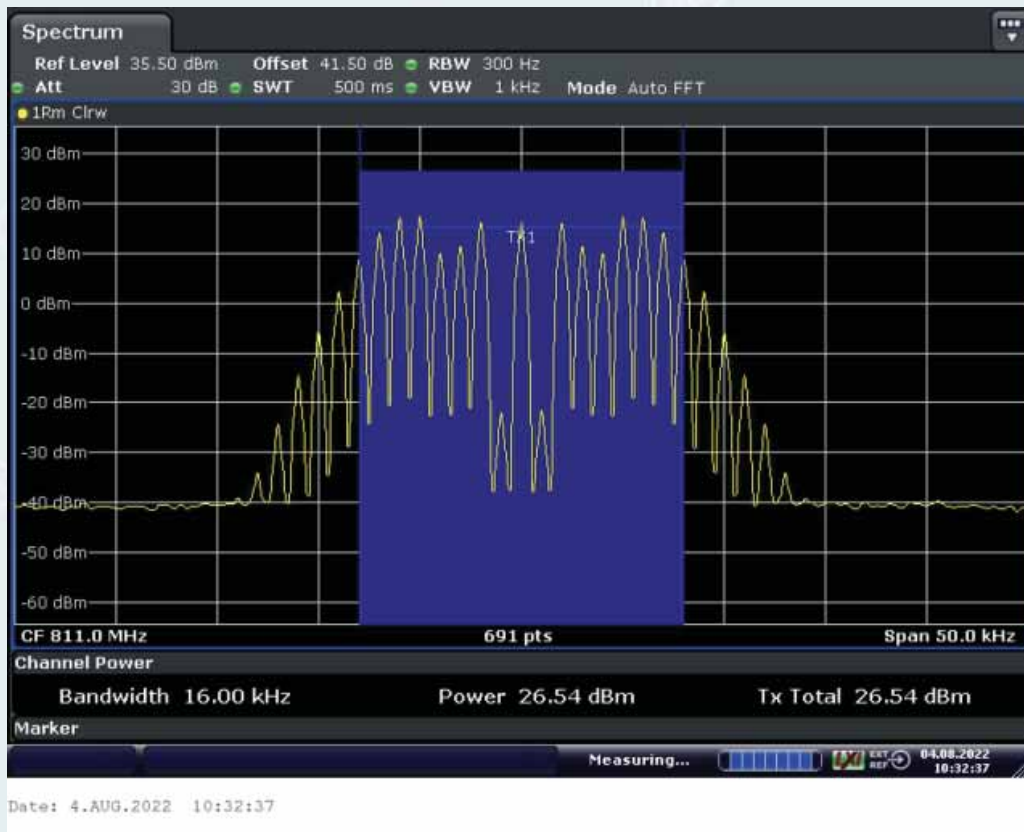 Spectrum
Ref Level 35.50 dBm Offset 41.50 dB RBW 300 Hz
Att 30 dB SWT 500 ms VBW 1 kHz Mode Auto FFT
1Rm Clrw
30 dBm
20 dBm
TX1
10 dBm
0 dBm
-10 dBm
-20 dBm
-30 dBm
-40 dBm
-50 dBm
-60 dBm
CF 811.0 MHz 691 pts Span 50.0 kHz
Channel Power
Bandwidth 16.00 kHz Power 26.54 dBm Tx Total 26.54 dBm
Marker
Measuring... LXI EXT REF 04.08.2022 10:32:37
Date: 4.AUG.2022 10:32:37